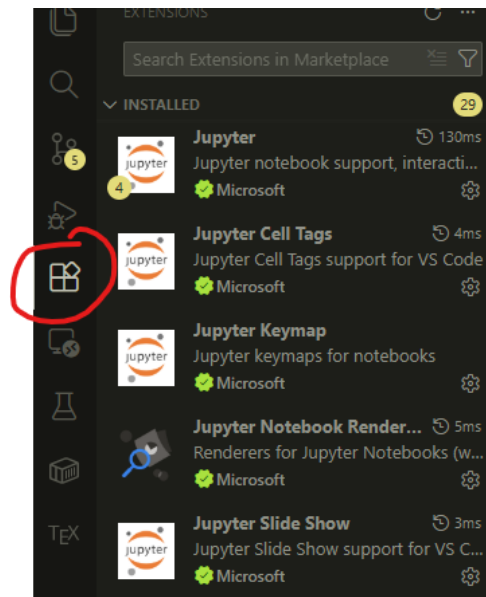 EXTENSIONS
Search Extensions in Marketplace
INSTALLED 29
Jupyter 130ms
jupyter Jupyter notebook support, interacti...
4 Microsoft
5
Jupyter Cell Tags 4ms
jupyter Jupyter Cell Tags support for VS Code
Microsoft
Jupyter Keymap
jupyter Jupyter keymaps for notebooks
Microsoft
Jupyter Notebook Render... 5ms
Renderers for Jupyter Notebooks (w...
Microsoft
TEX
Jupyter Slide Show 3ms
jupyter Jupyter Slide Show support for VS C...
Microsoft